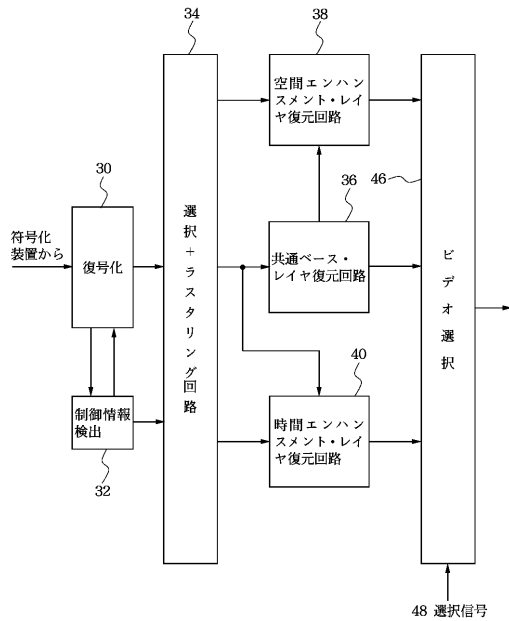 34
38
空間エンハン
スメント・レイ
ヤ復元回路
30
36
46
符号化
装置から
復号化
選択+ラスタリング回路
共通ベース・
レイヤ復元回路
ビデオ選択
40
制御情報
検出
時間エンハン
スメント・レイ
ヤ復元回路
32
48 選択信号